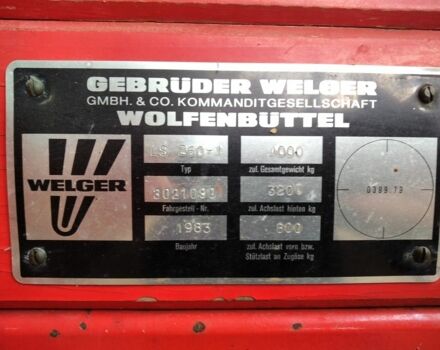 GEBRÜDER WELGER
GMBH. & CO. KOMMANDITGESELLSCHAFT
WOLFENBÜTTEL
WELGER
Typ
4000
zul. Gesamtgewicht kg
Fahrgestell - Nr.
zul. Achslast hinten kg
1983
Baujahr
800
zul. Achslast vorn bzw.
Stützlast an Zugöse kg